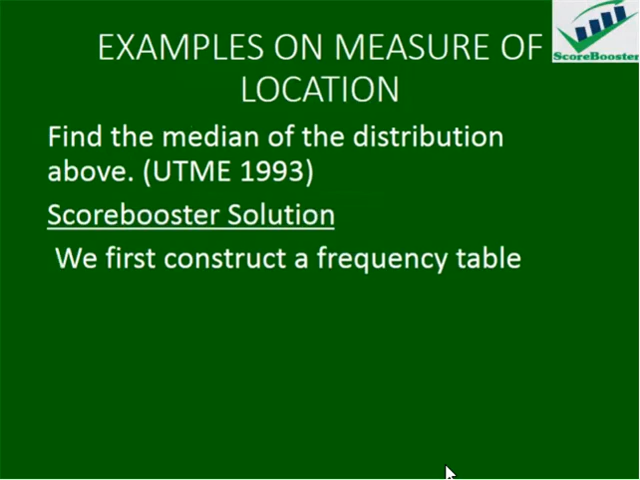 EXAMPLES ON MEASURE OF
LOCATION
ScoreBooster
Find the median of the distribution
above. (UTME 1993)
Scorebooster Solution
We first construct a frequency table